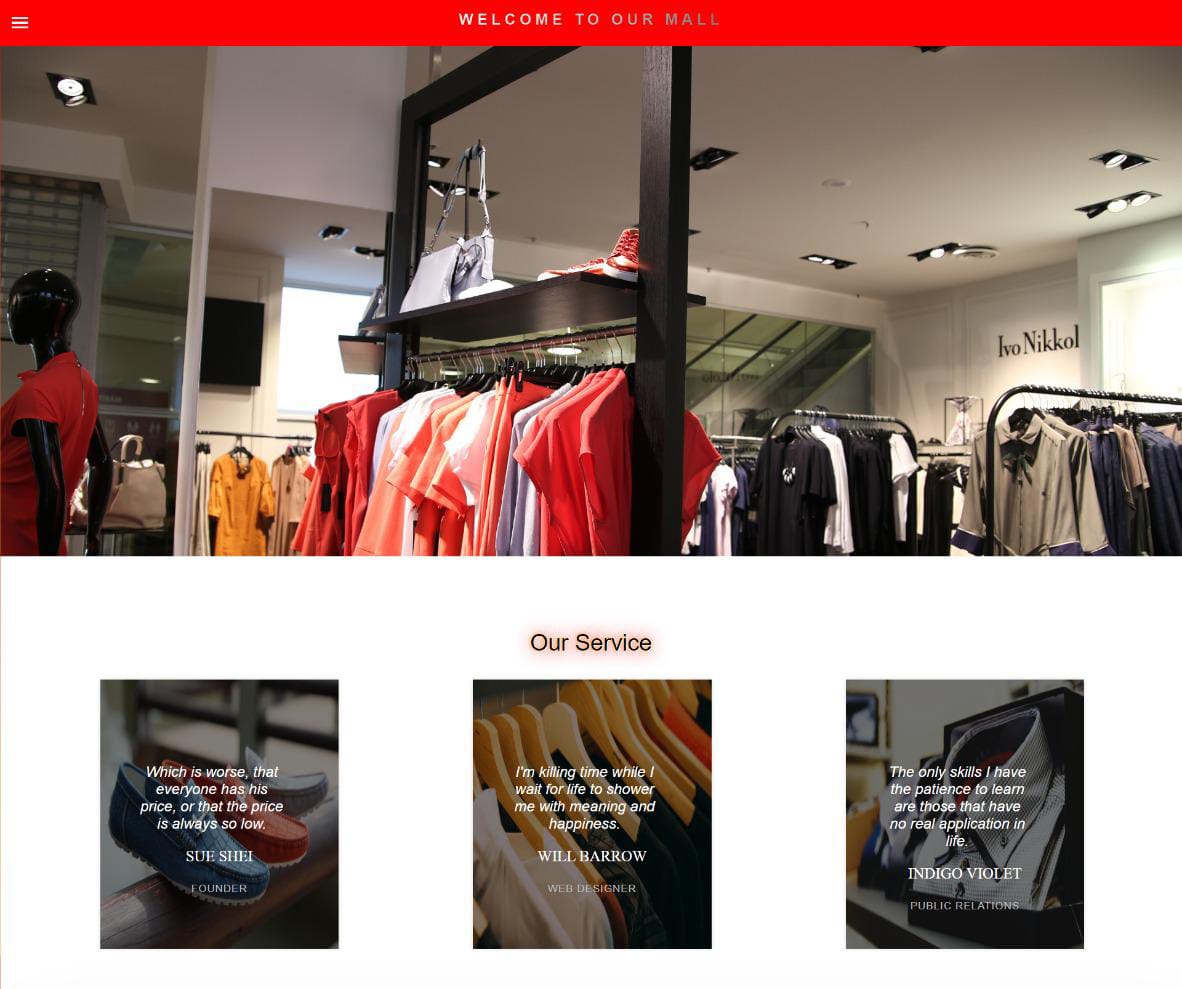 WELCOME TO OUR MALL
Ivo Nikkol
Our Service
Which is worse, that
everyone has his
price, or that the price
is always so low.
SUE SHEI
FOUNDER
I'm killing time while I
wait for life to shower
me with meaning and
happiness.
WILL BARROW
WEB DESIGNER
The only skills I have
the patience to learn
are those that have
no real application in
life.
INDIGO VIOLET
PUBLIC RELATIONS